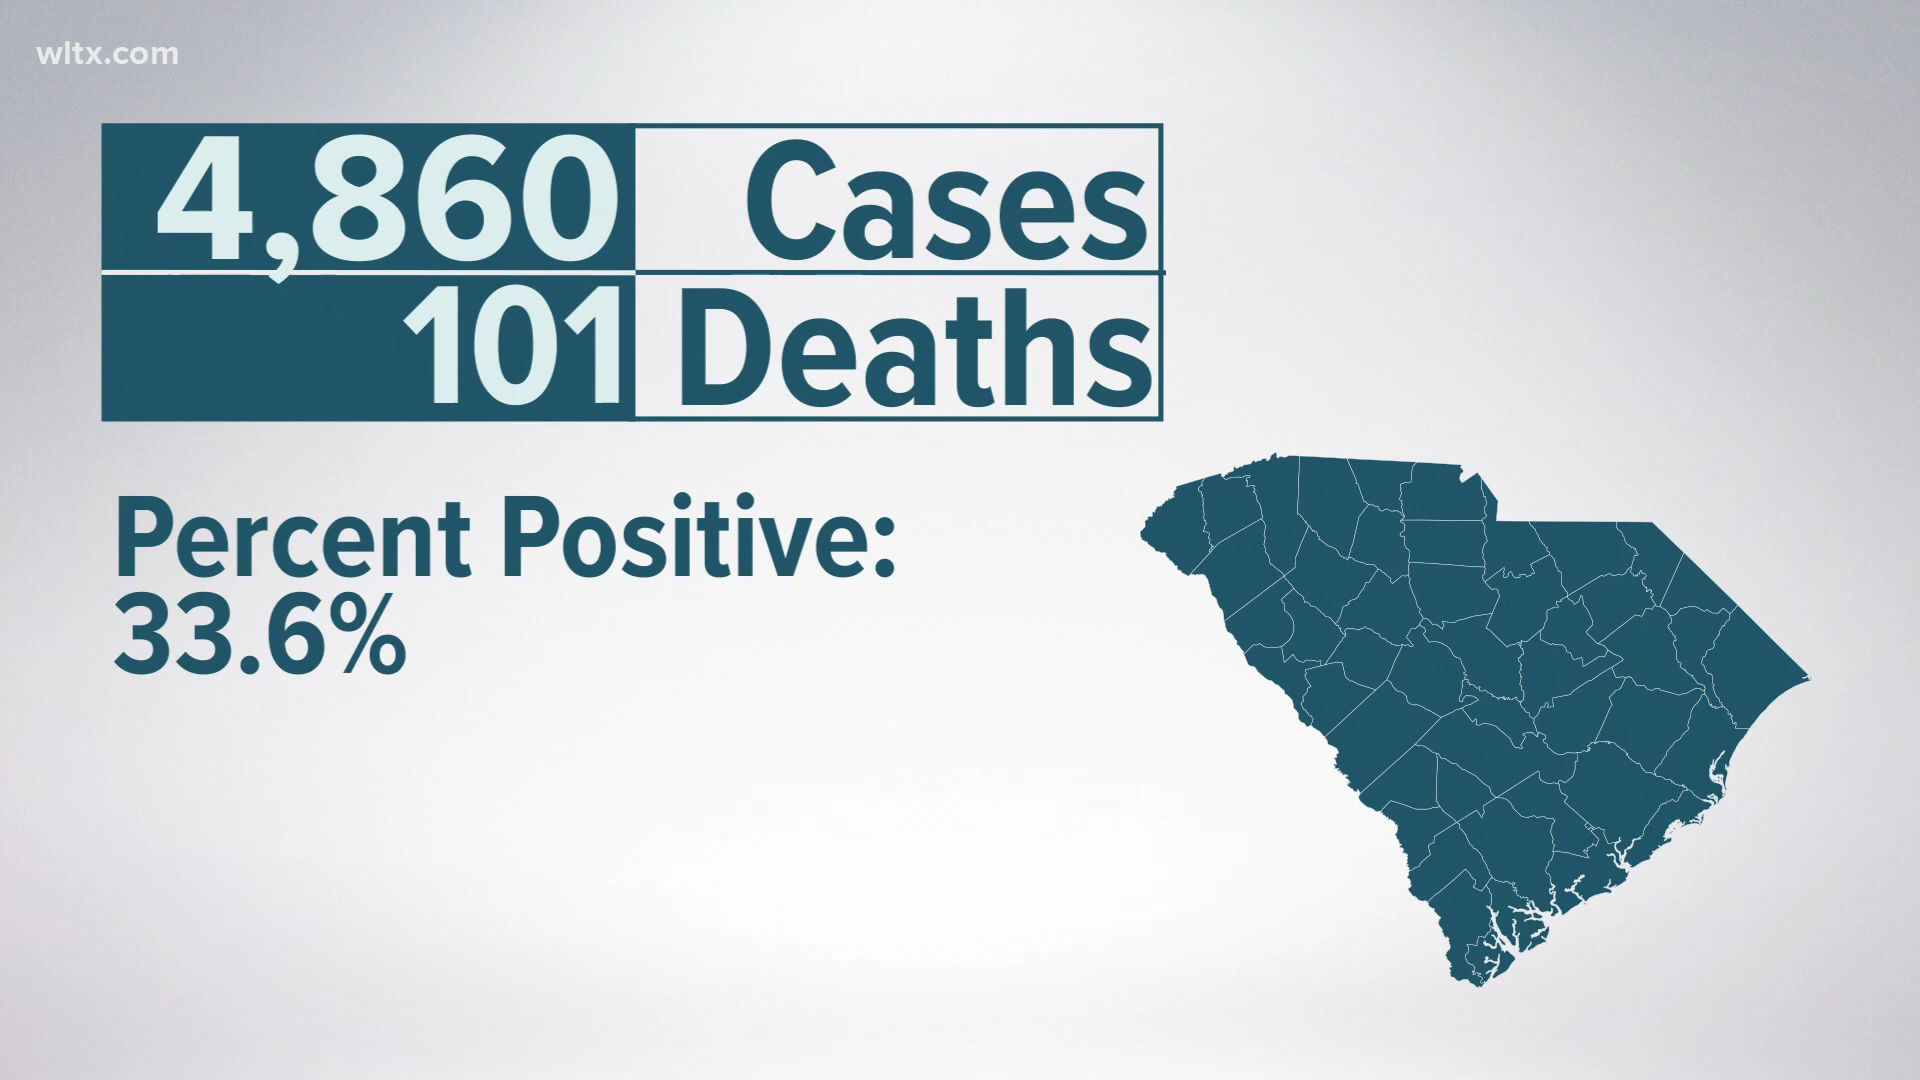 wltx.com
4,860 Cases
101 Deaths
Percent Positive:
33.6%